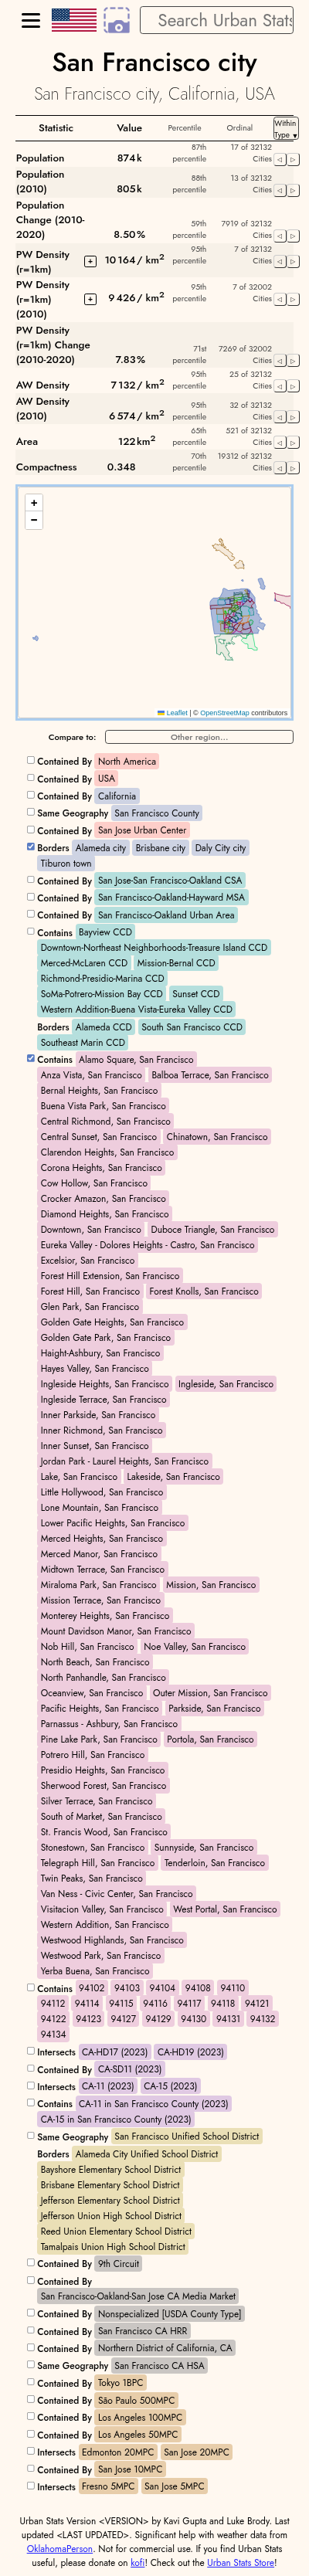 Search Urban Stats
San Francisco city
San Francisco city, California, USA
Statistic Value Percentile Ordinal Within Type ▼
Population 874k 87th percentile 17 of 32132 Cities ◁ ▷
Population (2010) 805k 88th percentile 13 of 32132 Cities ◁ ▷
Population Change (2010-2020) 8.50% 59th percentile 7919 of 32132 Cities ◁ ▷
PW Density (r=1km) + 10 164 / km2 95th percentile 7 of 32132 Cities ◁ ▷
PW Density (r=1km) (2010) + 9 426 / km2 95th percentile 7 of 32002 Cities ◁ ▷
PW Density (r=1km) Change (2010-2020) 7.83% 71st percentile 7269 of 32002 Cities ◁ ▷
AW Density 7 132 / km2 95th percentile 25 of 32132 Cities ◁ ▷
AW Density (2010) 6 574 / km2 95th percentile 32 of 32132 Cities ◁ ▷
Area 122 km2 65th percentile 521 of 32132 Cities ◁ ▷
Compactness 0.348 70th percentile 19312 of 32132 Cities ◁ ▷
+
−
Leaflet | © OpenStreetMap contributors
Compare to: Other region...
Contained By North America
Contained By USA
Contained By California
Same Geography San Francisco County
Contained By San Jose Urban Center
Borders Alameda city Brisbane city Daly City city
Tiburon town
Contained By San Jose-San Francisco-Oakland CSA
Contained By San Francisco-Oakland-Hayward MSA
Contained By San Francisco-Oakland Urban Area
Contains Bayview CCD
Downtown-Northeast Neighborhoods-Treasure Island CCD
Merced-McLaren CCD Mission-Bernal CCD
Richmond-Presidio-Marina CCD
SoMa-Potrero-Mission Bay CCD Sunset CCD
Western Addition-Buena Vista-Eureka Valley CCD
Borders Alameda CCD South San Francisco CCD
Southeast Marin CCD
Contains Alamo Square, San Francisco
Anza Vista, San Francisco Balboa Terrace, San Francisco
Bernal Heights, San Francisco
Buena Vista Park, San Francisco
Central Richmond, San Francisco
Central Sunset, San Francisco Chinatown, San Francisco
Clarendon Heights, San Francisco
Corona Heights, San Francisco
Cow Hollow, San Francisco
Crocker Amazon, San Francisco
Diamond Heights, San Francisco
Downtown, San Francisco Duboce Triangle, San Francisco
Eureka Valley - Dolores Heights - Castro, San Francisco
Excelsior, San Francisco
Forest Hill Extension, San Francisco
Forest Hill, San Francisco Forest Knolls, San Francisco
Glen Park, San Francisco
Golden Gate Heights, San Francisco
Golden Gate Park, San Francisco
Haight-Ashbury, San Francisco
Hayes Valley, San Francisco
Ingleside Heights, San Francisco Ingleside, San Francisco
Ingleside Terrace, San Francisco
Inner Parkside, San Francisco
Inner Richmond, San Francisco
Inner Sunset, San Francisco
Jordan Park - Laurel Heights, San Francisco
Lake, San Francisco Lakeside, San Francisco
Little Hollywood, San Francisco
Lone Mountain, San Francisco
Lower Pacific Heights, San Francisco
Merced Heights, San Francisco
Merced Manor, San Francisco
Midtown Terrace, San Francisco
Miraloma Park, San Francisco Mission, San Francisco
Mission Terrace, San Francisco
Monterey Heights, San Francisco
Mount Davidson Manor, San Francisco
Nob Hill, San Francisco Noe Valley, San Francisco
North Beach, San Francisco
North Panhandle, San Francisco
Oceanview, San Francisco Outer Mission, San Francisco
Pacific Heights, San Francisco Parkside, San Francisco
Parnassus - Ashbury, San Francisco
Pine Lake Park, San Francisco Portola, San Francisco
Potrero Hill, San Francisco
Presidio Heights, San Francisco
Sherwood Forest, San Francisco
Silver Terrace, San Francisco
South of Market, San Francisco
St. Francis Wood, San Francisco
Stonestown, San Francisco Sunnyside, San Francisco
Telegraph Hill, San Francisco Tenderloin, San Francisco
Twin Peaks, San Francisco
Van Ness - Civic Center, San Francisco
Visitacion Valley, San Francisco West Portal, San Francisco
Western Addition, San Francisco
Westwood Highlands, San Francisco
Westwood Park, San Francisco
Yerba Buena, San Francisco
Contains 94102 94103 94104 94108 94110
94112 94114 94115 94116 94117 94118 94121
94122 94123 94127 94129 94130 94131 94132
94134
Intersects CA-HD17 (2023) CA-HD19 (2023)
Contained By CA-SD11 (2023)
Intersects CA-11 (2023) CA-15 (2023)
Contains CA-11 in San Francisco County (2023)
CA-15 in San Francisco County (2023)
Same Geography San Francisco Unified School District
Borders Alameda City Unified School District
Bayshore Elementary School District
Brisbane Elementary School District
Jefferson Elementary School District
Jefferson Union High School District
Reed Union Elementary School District
Tamalpais Union High School District
Contained By 9th Circuit
Contained By
San Francisco-Oakland-San Jose CA Media Market
Contained By Nonspecialized [USDA County Type]
Contained By San Francisco CA HRR
Contained By Northern District of California, CA
Same Geography San Francisco CA HSA
Contained By Tokyo 1BPC
Contained By São Paulo 500MPC
Contained By Los Angeles 100MPC
Contained By Los Angeles 50MPC
Intersects Edmonton 20MPC San Jose 20MPC
Contained By San Jose 10MPC
Intersects Fresno 5MPC San Jose 5MPC
Urban Stats Version <VERSION> by Kavi Gupta and Luke Brody. Last
updated <LAST UPDATED>. Significant help with weather data from
OklahomaPerson. Not for commercial use. If you find Urban Stats
useful, please donate on kofi! Check out the Urban Stats Store!